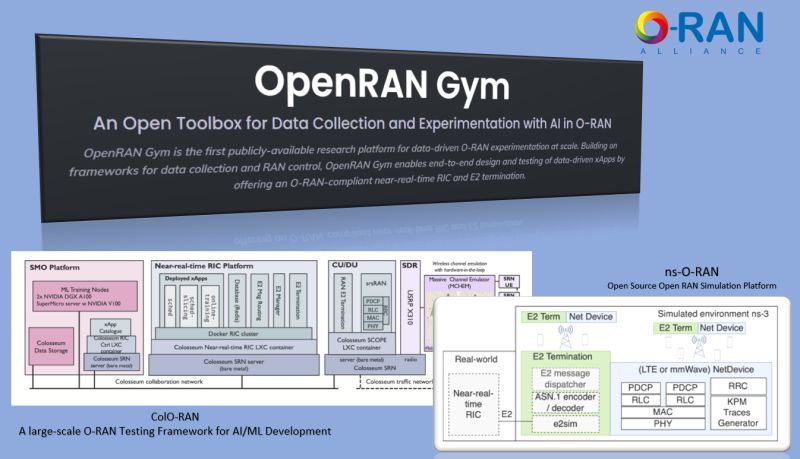 O-RAN
ALLIANCE
OpenRAN Gym
An Open Toolbox for Data Collection and Experimentation with AI in O-RAN
OpenRAN Gym is the first publicly-available research platform for data-driven O-RAN experimentation at scale. Building on
frameworks for data collection and RAN control, OpenRAN Gym enables end-to-end design and testing of data-driven xApps by
offering an O-RAN-compliant near-real-time RIC and E2 termination.
SMO Platform
ML Training Nodes
2x NVIDIA DGX A100
SuperMicro server w NVIDIA V100
Colosseum
Data Storage
xApp
Catalogue
Colosseum RIC
Ctrl LXC
container
Colosseum SRN
server (bare metal)
Near-real-time RIC Platform
Deployed xApps
sched
sched-
slicing
online-
training
Database (Redis)
E2 Msg Routing
E2 Manager
E2 Termination
Docker RIC cluster
Colosseum Near-real-time RIC LXC container
Colosseum SRN server
(bare metal)
CU/DU
RAN E2 Termination
srsRAN
PDCP
RLC
MAC
PHY
Colosseum SCOPE
LXC container
server (bare metal)
SDR
USRP X310
radio
Wireless channel emulation
with hardware-in-the-loop
Massive Channel Emulator
(MCHEM)
SRN
UE
SRN
Colosseum collaboration network
Colosseum traffic network
ColO-RAN
A large-scale O-RAN Testing Framework for AI/ML Development
ns-O-RAN
Open Source Open RAN Simulation Platform
E2 Term
Net Device
Simulated environment ns-3
E2 Term
Net Device
Real-world
Near-real-
time
RIC
E2
E2 Termination
E2 message
dispatcher
ASN.1 encoder
/ decoder
e2sim
(LTE or mmWave) NetDevice
PDCP
PDCP
RLC
RLC
MAC
PHY
RRC
KPM
Traces
Generator